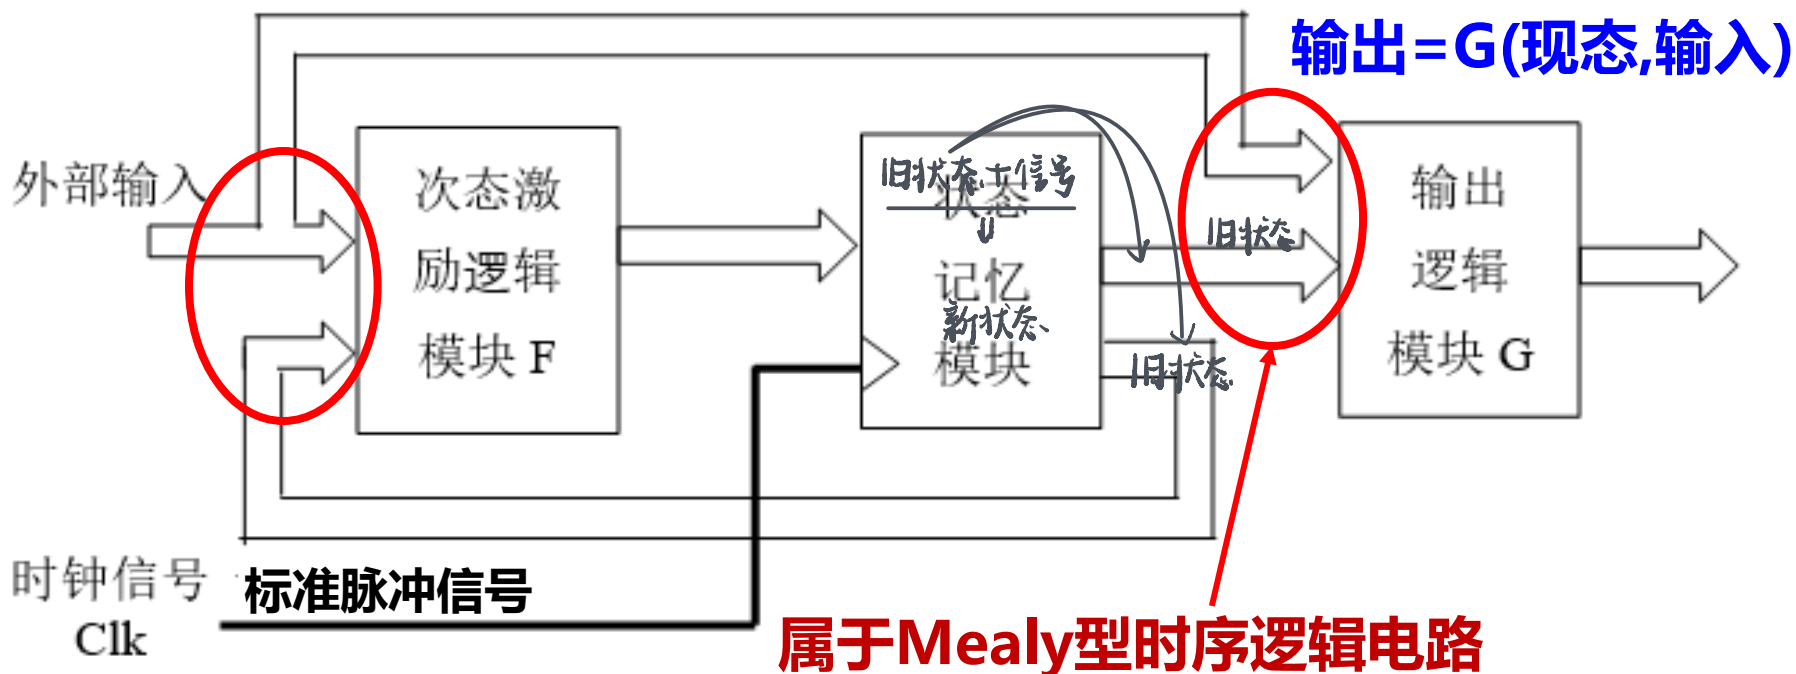 输出=G(现态,输入)
外部输入
次态激
励逻辑
模块 F
旧状态+信号
状态
记忆
新状态
模块
旧状态
旧状态
输出
逻辑
模块 G
时钟信号
Clk
标准脉冲信号
属于Mealy型时序逻辑电路